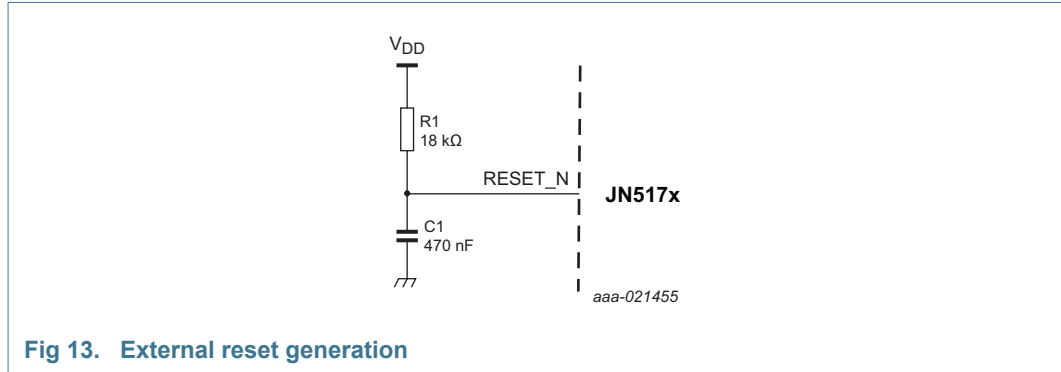 VDD
R1
18 kΩ
RESET_N
JN517x
C1
470 nF
aaa-021455
Fig 13. External reset generation